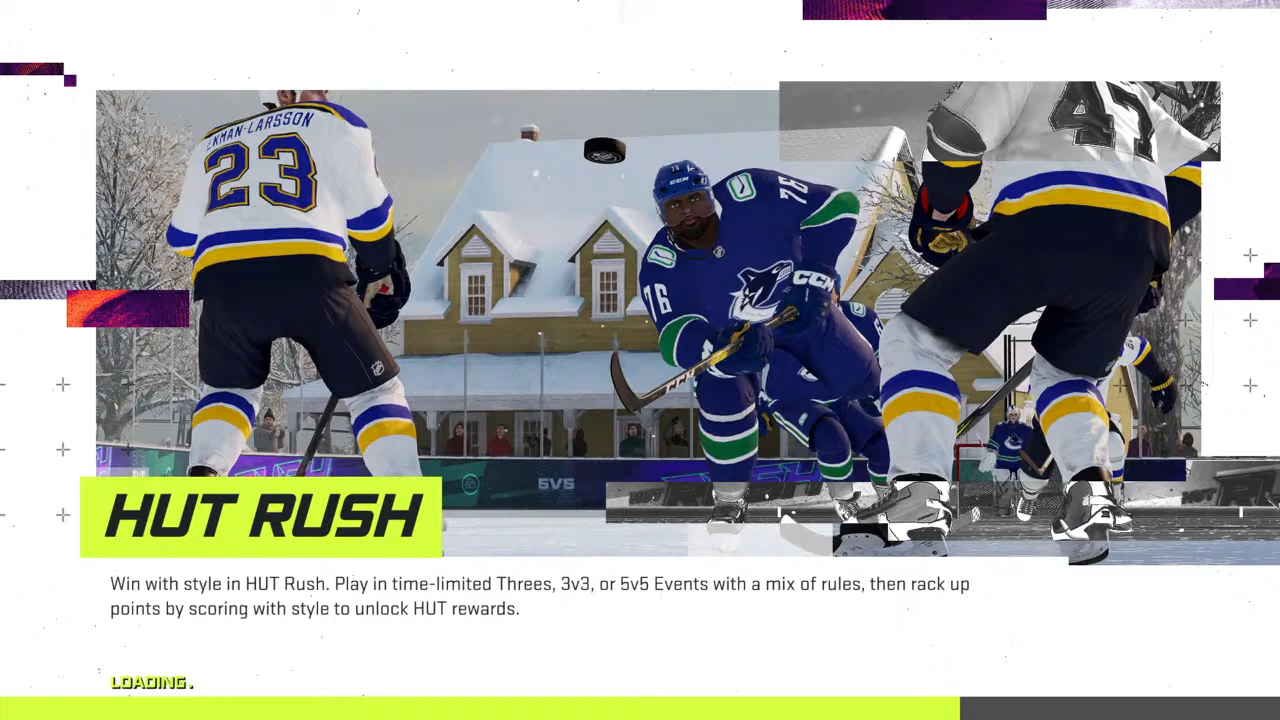 EKMAN-LARSSON
23
47
76
76
CCM
CCM
5V5
HUT RUSH
Win with style in HUT Rush. Play in time-limited Threes, 3v3, or 5v5 Events with a mix of rules, then rack up
points by scoring with style to unlock HUT rewards.
LOADING.